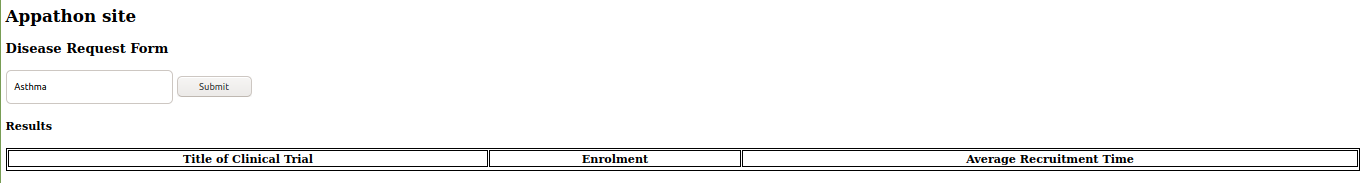 Appathon site
Disease Request Form
Asthma Submit
Results
Title of Clinical Trial Enrolment Average Recruitment Time